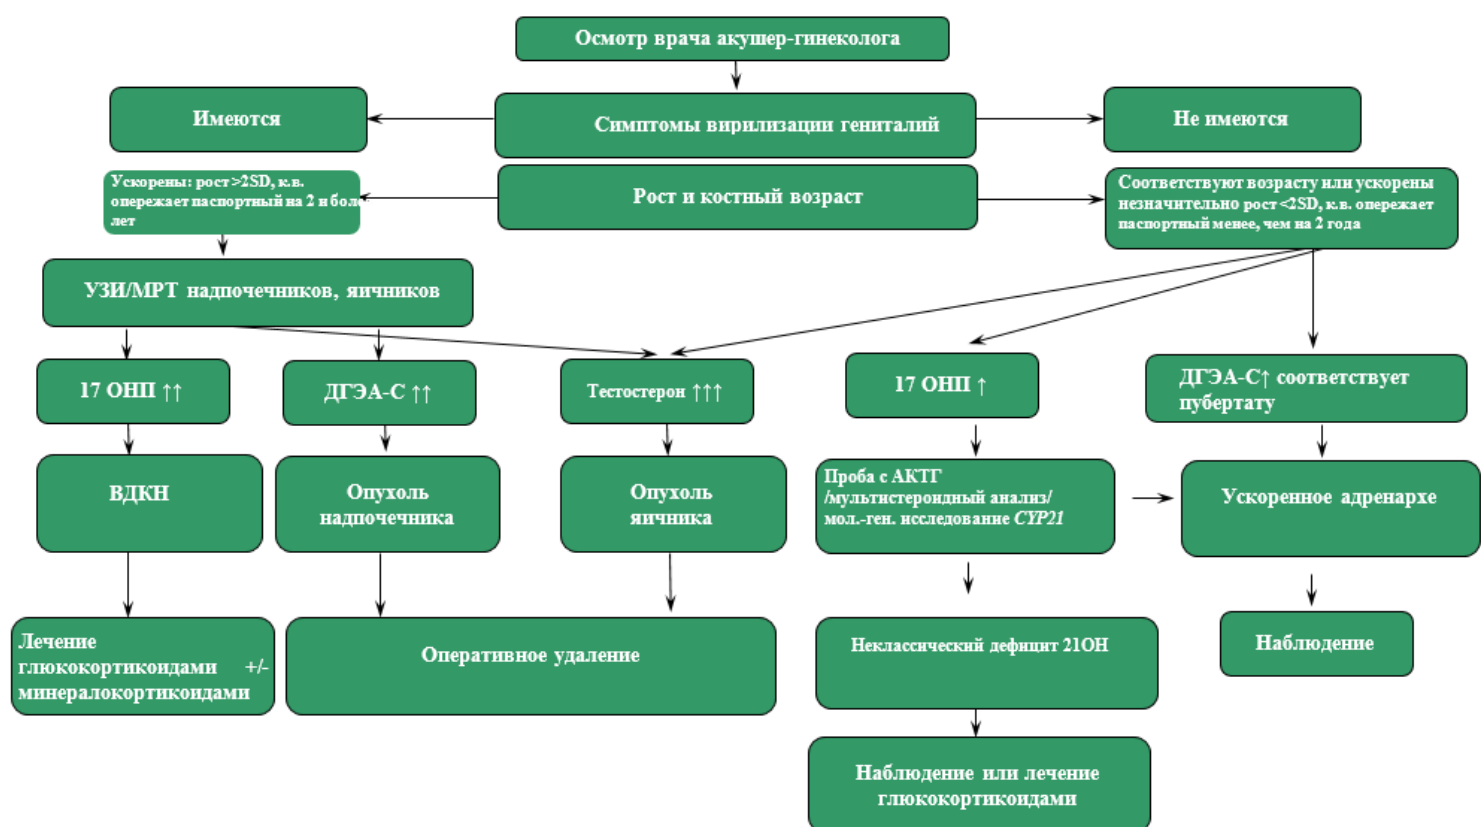 Осмотр врача акушер-гинеколога
Имеются
Симптомы вирилизации гениталий
Не имеются
Ускорены: рост >2SD, к.в.
опережает паспортный на 2 и более
лет
Рост и костный возраст
Соответствуют возрасту или ускорены
незначительно рост <2SD, к.в. опережает
паспортный менее, чем на 2 года
УЗИ/МРТ надпочечников, яичников
17 ОНП ↑↑
ДГЭА-С ↑↑
Тестостерон ↑↑↑
17 ОНП ↑
ДГЭА-С↑ соответствует
пубертату
ВДКН
Опухоль
надпочечника
Опухоль
яичника
Проба с АКТГ
/мультистероидный анализ/
мол.-ген. исследование CYP21
Ускоренное адренархе
Лечение
глюкокортикоидами +/-
минералокортикоидами
Оперативное удаление
Неклассический дефицит 21ОН
Наблюдение
Наблюдение или лечение
глюкокортикоидами